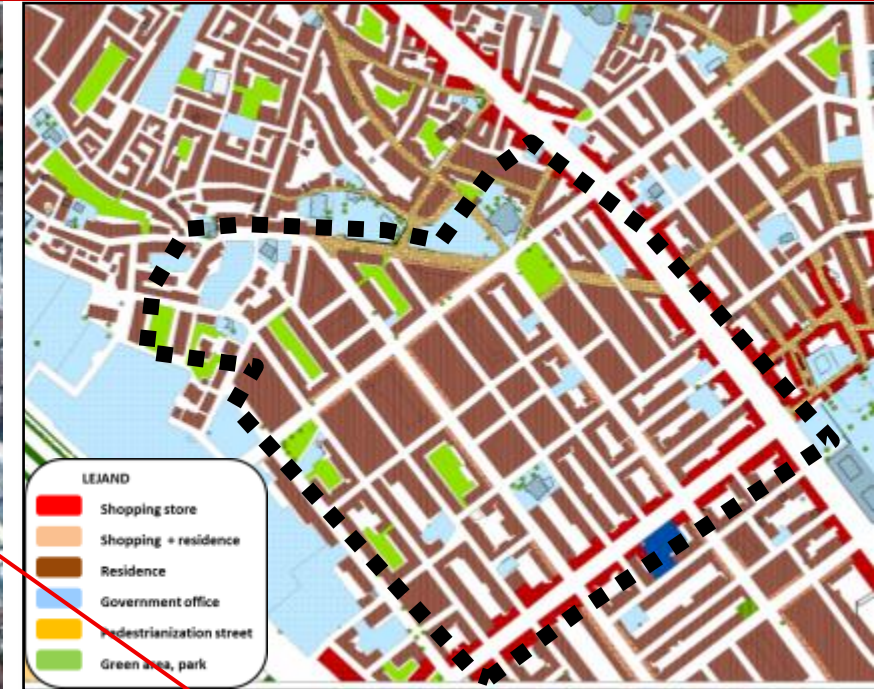 LEJAND
Shopping store
Shopping + residence
Residence
Government office
Pedestrianization street
Green area, park